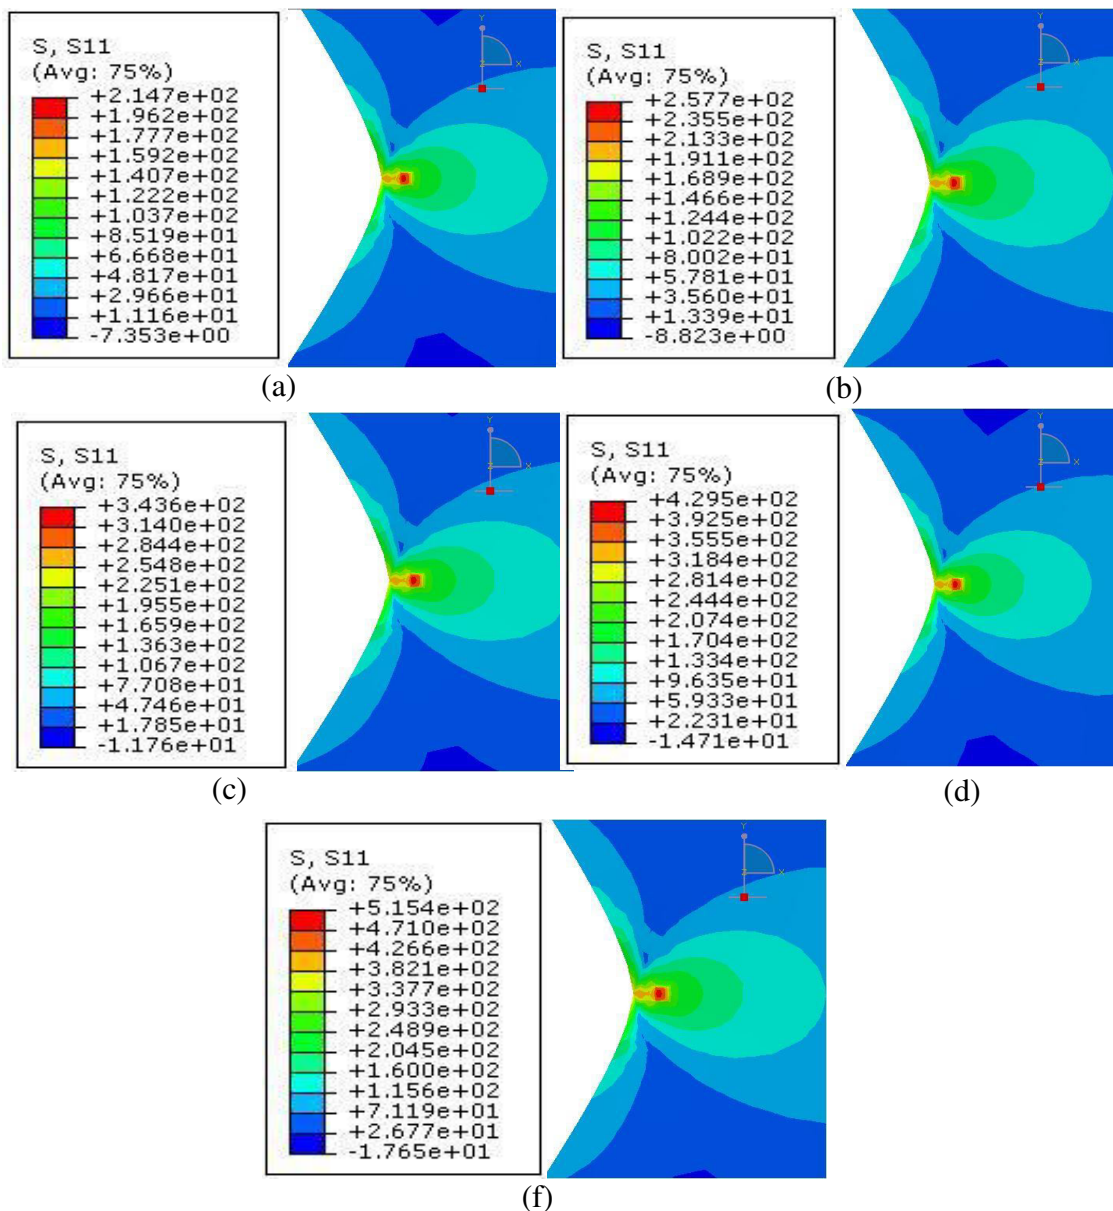 S, S11
(Avg: 75%)
+2.147e+02
+1.962e+02
+1.777e+02
+1.592e+02
+1.407e+02
+1.222e+02
+1.037e+02
+8.519e+01
+6.668e+01
+4.817e+01
+2.966e+01
+1.116e+01
-7.353e+00
Y
Z X
(a)
S, S11
(Avg: 75%)
+2.577e+02
+2.355e+02
+2.133e+02
+1.911e+02
+1.689e+02
+1.466e+02
+1.244e+02
+1.022e+02
+8.002e+01
+5.781e+01
+3.560e+01
+1.339e+01
-8.823e+00
Y
Z X
(b)
S, S11
(Avg: 75%)
+3.436e+02
+3.140e+02
+2.844e+02
+2.548e+02
+2.251e+02
+1.955e+02
+1.659e+02
+1.363e+02
+1.067e+02
+7.708e+01
+4.746e+01
+1.785e+01
-1.176e+01
Y
Z X
(c)
S, S11
(Avg: 75%)
+4.295e+02
+3.925e+02
+3.555e+02
+3.184e+02
+2.814e+02
+2.444e+02
+2.074e+02
+1.704e+02
+1.334e+02
+9.635e+01
+5.933e+01
+2.231e+01
-1.471e+01
Y
Z X
(d)
S, S11
(Avg: 75%)
+5.154e+02
+4.710e+02
+4.266e+02
+3.821e+02
+3.377e+02
+2.933e+02
+2.489e+02
+2.045e+02
+1.600e+02
+1.156e+02
+7.119e+01
+2.677e+01
-1.765e+01
Y
Z X
(f)